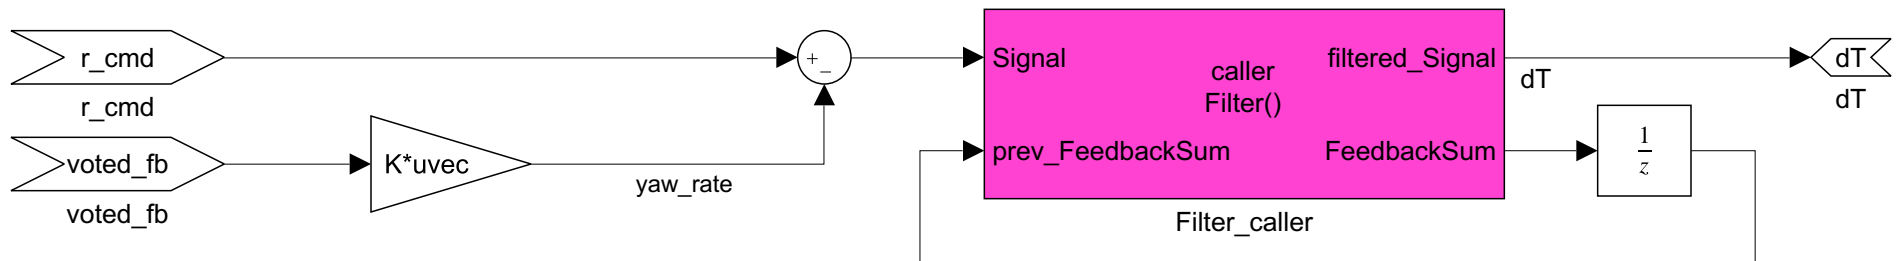 r_cmd
r_cmd
voted_fb
voted_fb
K*uvec
yaw_rate
+
−
Signal
prev_FeedbackSum
caller
Filter()
filtered_Signal
FeedbackSum
Filter_caller
dT
1
z
dT
dT